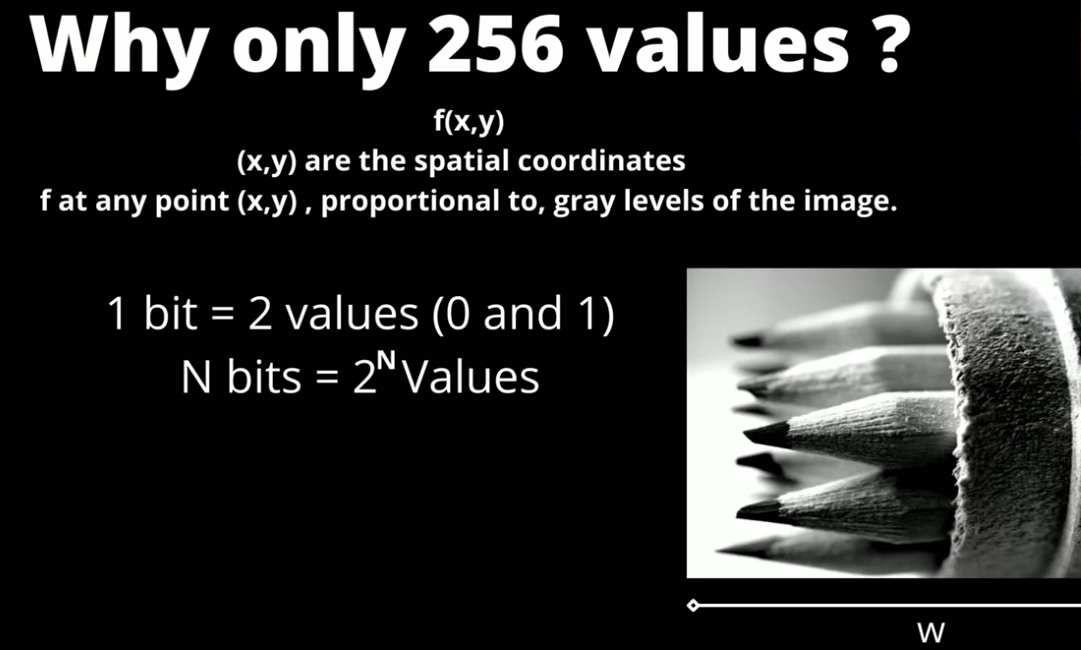 Why only 256 values ?
f(x,y)
(x,y) are the spatial coordinates
f at any point (x,y) , proportional to, gray levels of the image.
1 bit = 2 values (0 and 1)
N bits = 2ᴺ Values
W